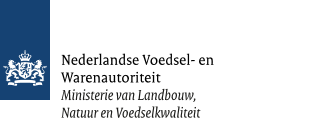 Nederlandse Voedsel- en
Warenautoriteit
Ministerie van Landbouw,
Natuur en Voedselkwaliteit